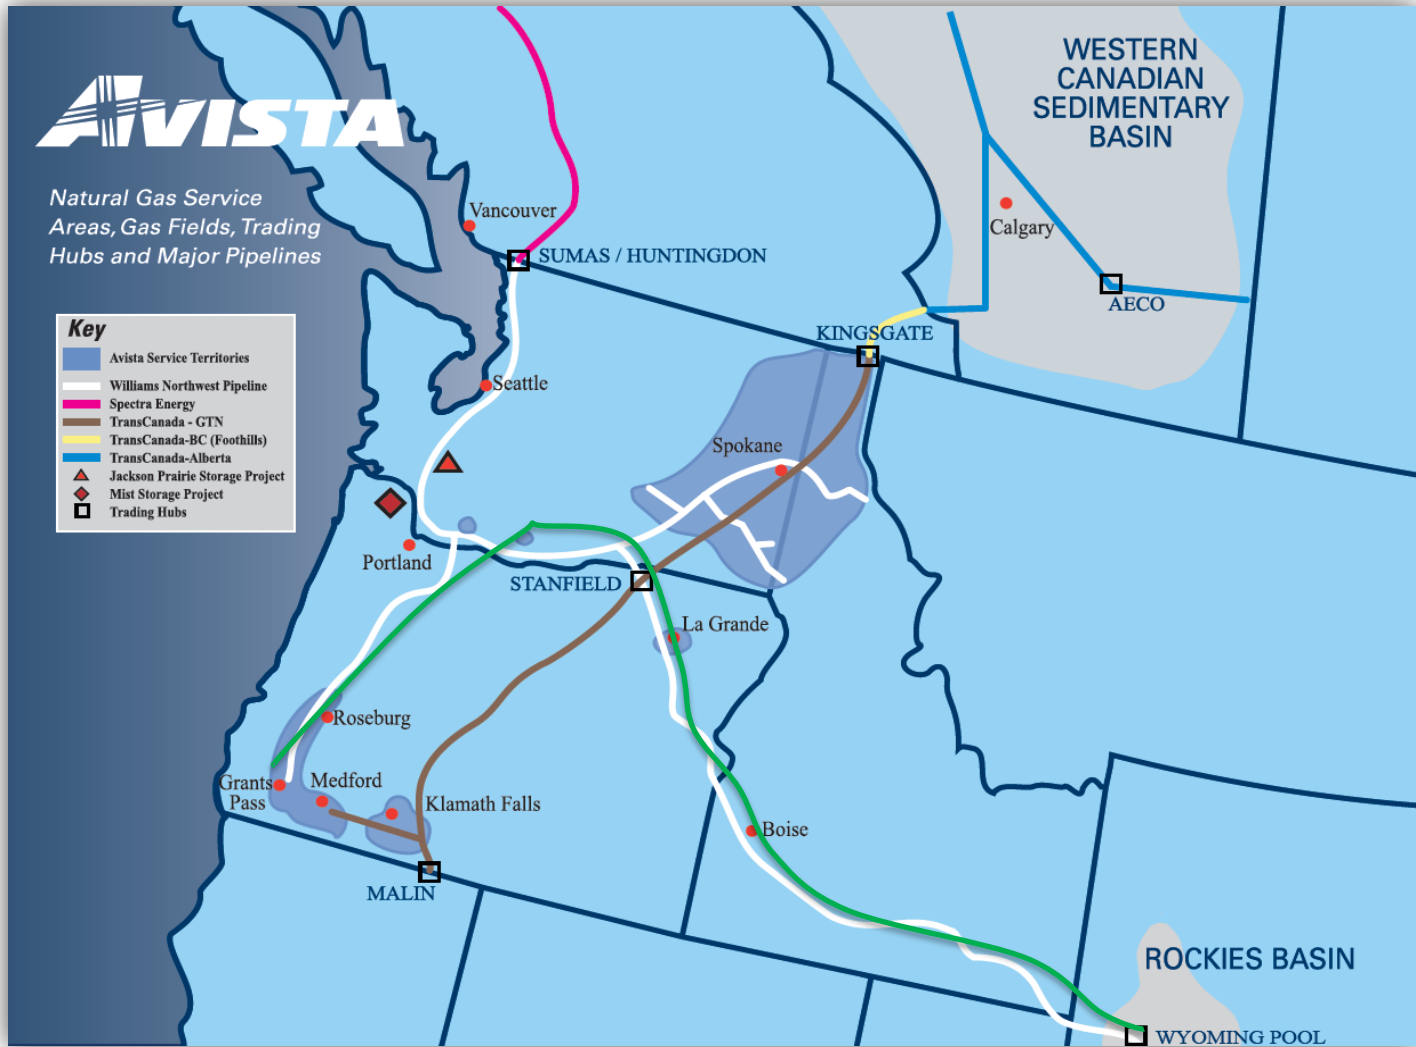 AVISTA
Natural Gas Service
Areas, Gas Fields, Trading
Hubs and Major Pipelines
Key
Avista Service Territories
Williams Northwest Pipeline
Spectra Energy
TransCanada - GTN
TransCanada-BC (Foothills)
TransCanada-Alberta
Jackson Prairie Storage Project
Mist Storage Project
Trading Hubs
WESTERN
CANADIAN
SEDIMENTARY
BASIN
Vancouver
SUMAS / HUNTINGDON
Calgary
AECO
KINGSGATE
Seattle
Spokane
Portland
STANFIELD
La Grande
Roseburg
Grants
Pass
Medford
Klamath Falls
MALIN
Boise
ROCKIES BASIN
WYOMING POOL